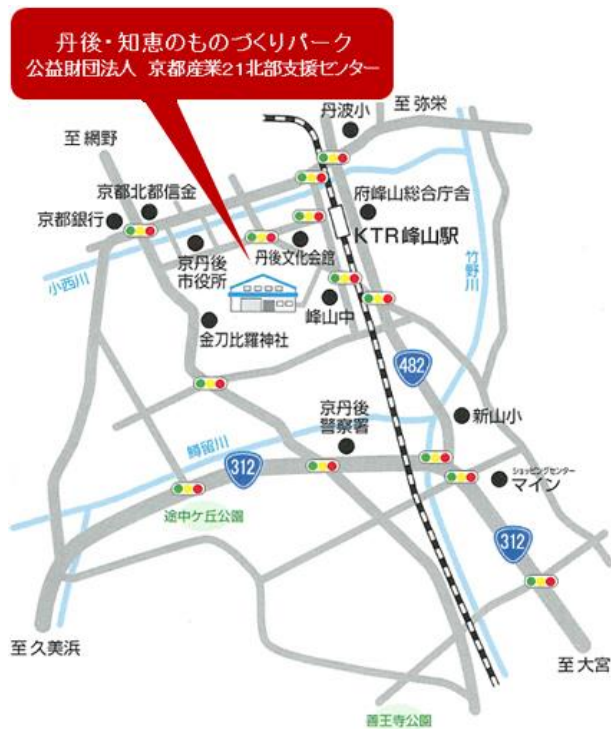 丹後・知恵のものづくりパーク
公益財団法人 京都産業21北部支援センター
丹波小
至 弥栄
至 網野
京都北都信金
京都銀行
府峰山総合庁舎
KTR峰山駅
丹後文化会館
京丹後
市役所
小西川
竹野川
峰山中
金刀比羅神社
482
京丹後
警察署
新山小
鱒留川
312
ショッピングセンター
マイン
途中ケ丘公園
312
至 久美浜
至 大宮
善王寺公園